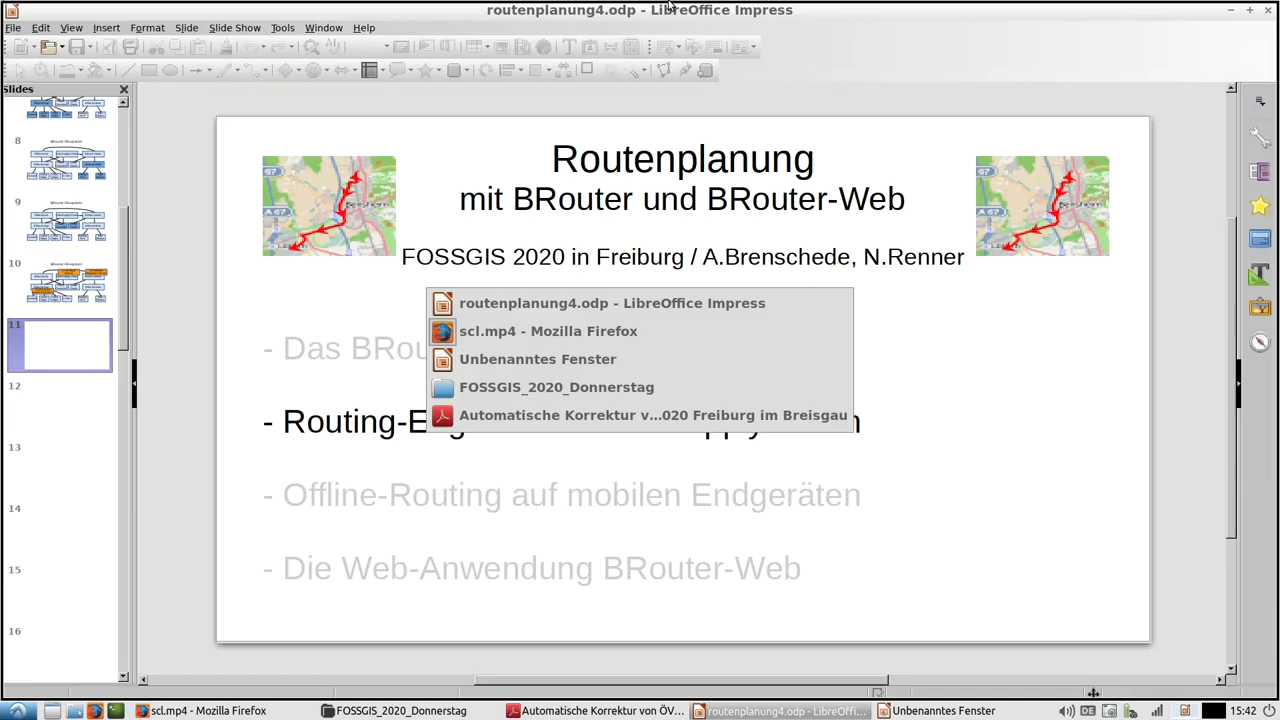 routenplanung4.odp - LibreOffice Impress
File Edit View Insert Format Slide Slide Show Tools Window Help
Slides
8
9
10
11
12
13
14
15
16
Routenplanung
mit BRouter und BRouter-Web
FOSSGIS 2020 in Freiburg / A.Brenschede, N.Renner
routenplanung4.odp - LibreOffice Impress
scl.mp4 - Mozilla Firefox
Unbenanntes Fenster
FOSSGIS_2020_Donnerstag
Automatische Korrektur v...020 Freiburg im Breisgau
- Das
- Offline-Routing auf mobilen Endgeräten
- Die Web-Anwendung BRouter-Web
scl.mp4 - Mozilla Firefox FOSSGIS_2020_Donnerstag Automatische Korrektur von ÖV... routenplanung4.odp - LibreOffi... Unbenanntes Fenster DE 15:42